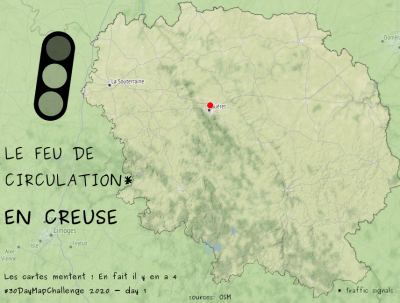 La Souterraine
Guéret
LE FEU DE
CIRCULATION*
EN CREUSE
Limoges
Les cartes mentent ! En fait il y en a 4
#30DayMapChallenge 2020 - day 1
* traffic signals
sources: OSM